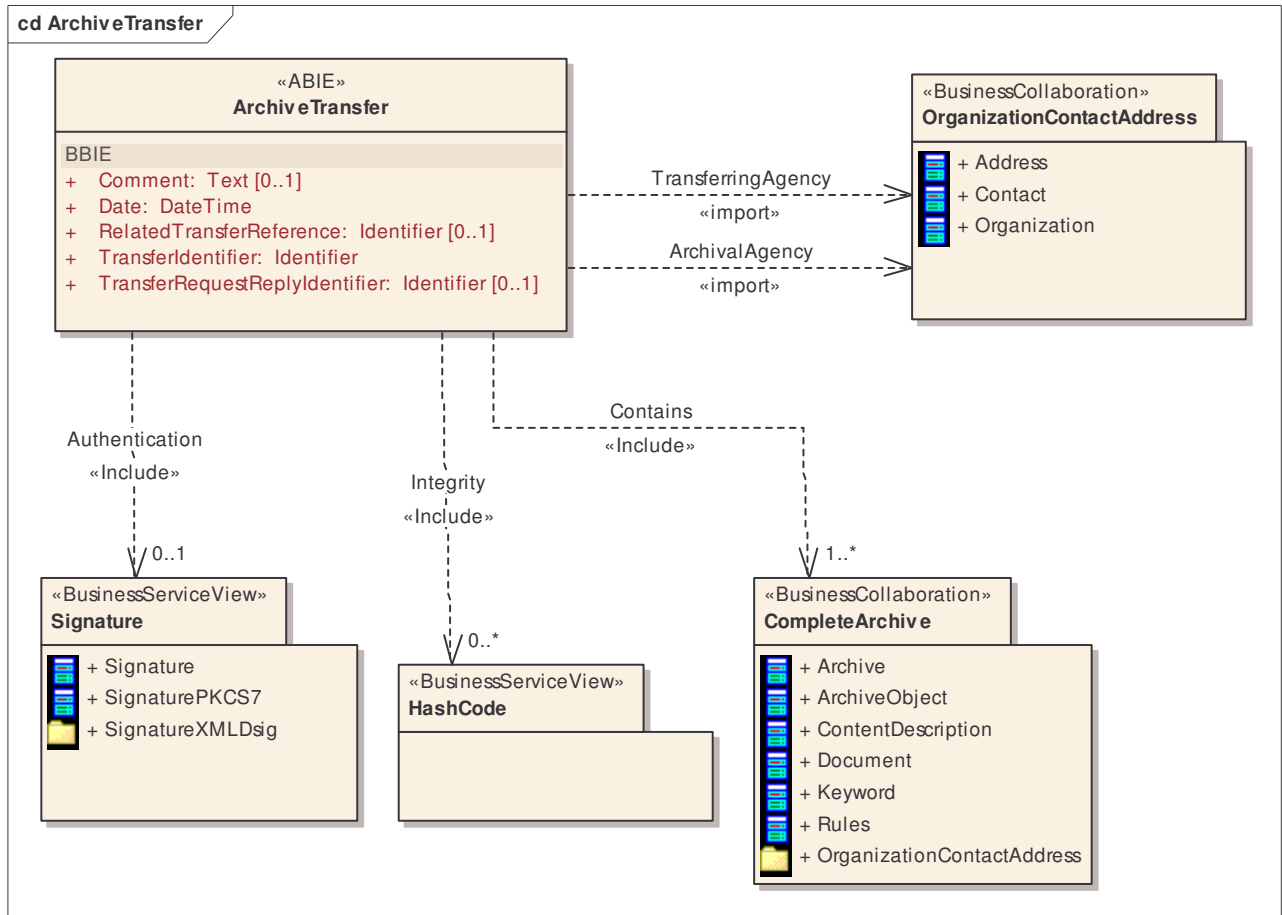 cd ArchiveTransfer
«ABIE»
ArchiveTransfer
BBIE
+ Comment: Text [0..1]
+ Date: DateTime
+ RelatedTransferReference: Identifier [0..1]
+ TransferIdentifier: Identifier
+ TransferRequestReplyIdentifier: Identifier [0..1]
TransferringAgency
«import»
ArchivalAgency
«import»
«BusinessCollaboration»
OrganizationContactAddress
+ Address
+ Contact
+ Organization
Authentication
«Include»
0..1
Integrity
«Include»
0..*
Contains
«Include»
1..*
«BusinessServiceView»
Signature
+ Signature
+ SignaturePKCS7
+ SignatureXMLDsig
«BusinessServiceView»
HashCode
«BusinessCollaboration»
CompleteArchive
+ Archive
+ ArchiveObject
+ ContentDescription
+ Document
+ Keyword
+ Rules
+ OrganizationContactAddress